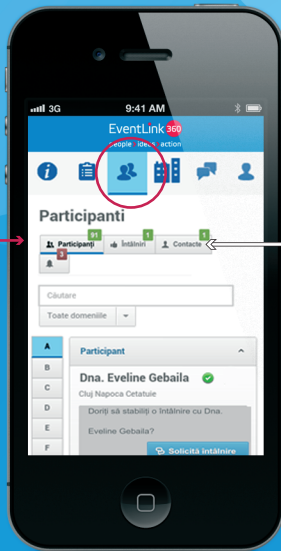 3G 9:41 AM
EventLink 360
people ideas action
Participanti
91 1 1
Participanți Întâlniri Contacte
3
Căutare
Toate domeniile
A
B
C
D
E
F
Participant
Dna. Eveline Gebaila
Cluj Napoca Cetatuie
Doriți să stabiliți o întâlnire cu Dna.
Eveline Gebaila?
Solicită întâlnire